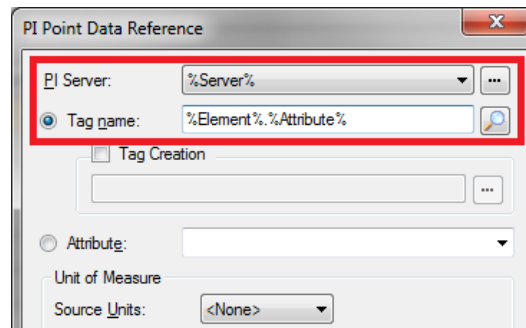 PI Point Data Reference
PI Server: %Server% ...
Tag name: %Element%.%Attribute%
Tag Creation
...
Attribute:
Unit of Measure
Source Units: <None>